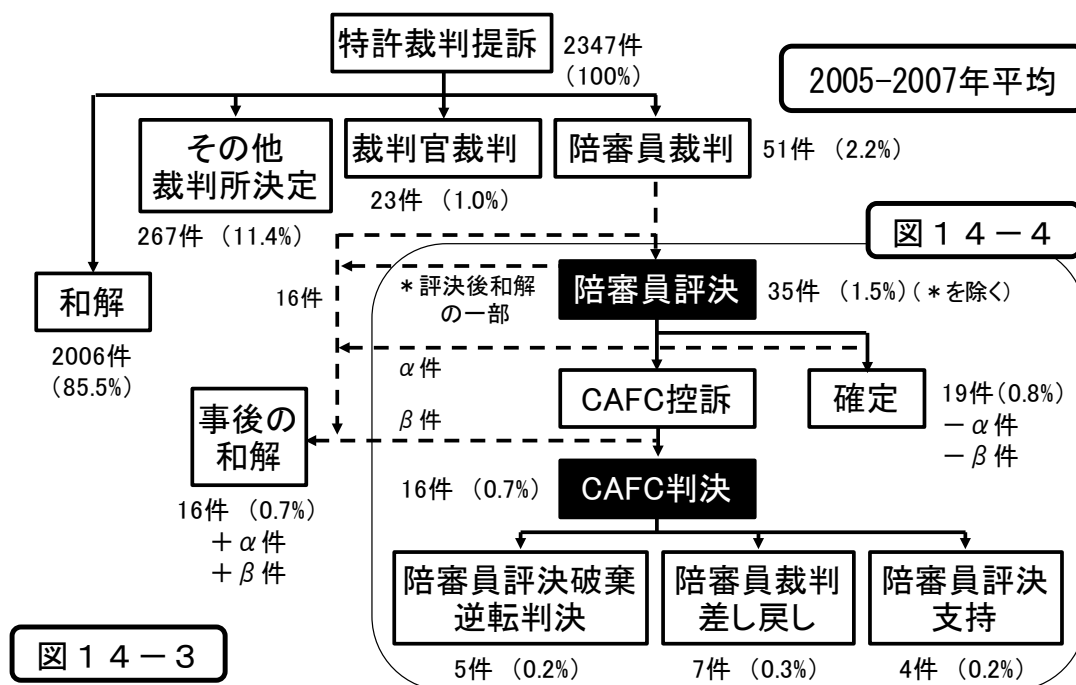 特許裁判提訴
2347件
(100%)
2005-2007年平均
その他
裁判所決定
267件 (11.4%)
裁判官裁判
23件 (1.0%)
陪審員裁判
51件 (2.2%)
図14-4
和解
2006件
(85.5%)
16件
*評決後和解
の一部
陪審員評決
35件 (1.5%)(*を除く)
α件
CAFC控訴
確定
19件(0.8%)
-α件
-β件
β件
事後の
和解
16件 (0.7%)
+α件
+β件
16件 (0.7%)
CAFC判決
陪審員評決破棄
逆転判決
5件 (0.2%)
陪審員裁判
差し戻し
7件 (0.3%)
陪審員評決
支持
4件 (0.2%)
図14-3